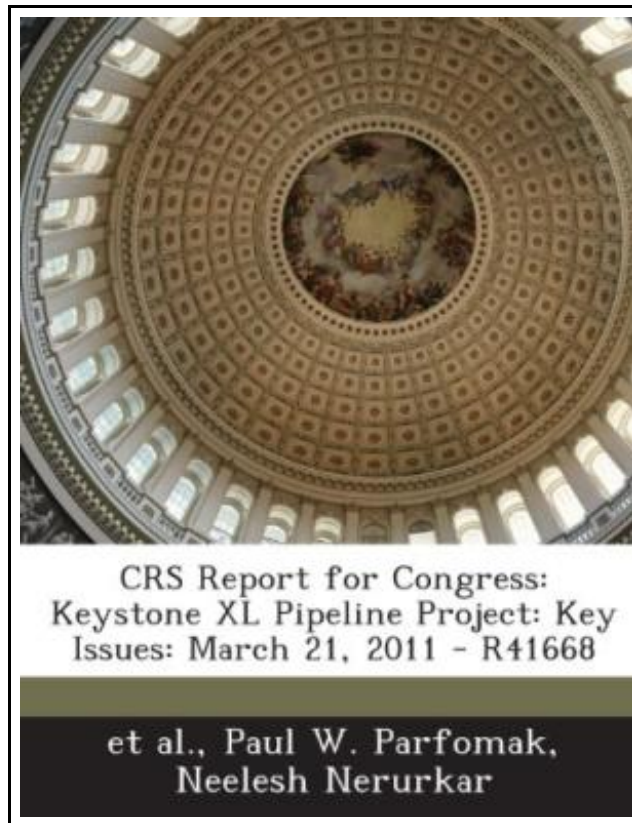 CRS Report for Congress:
Keystone XL Pipeline Project: Key
Issues: March 21, 2011 - R41668
et al., Paul W. Parfomak,
Neelesh Nerurkar